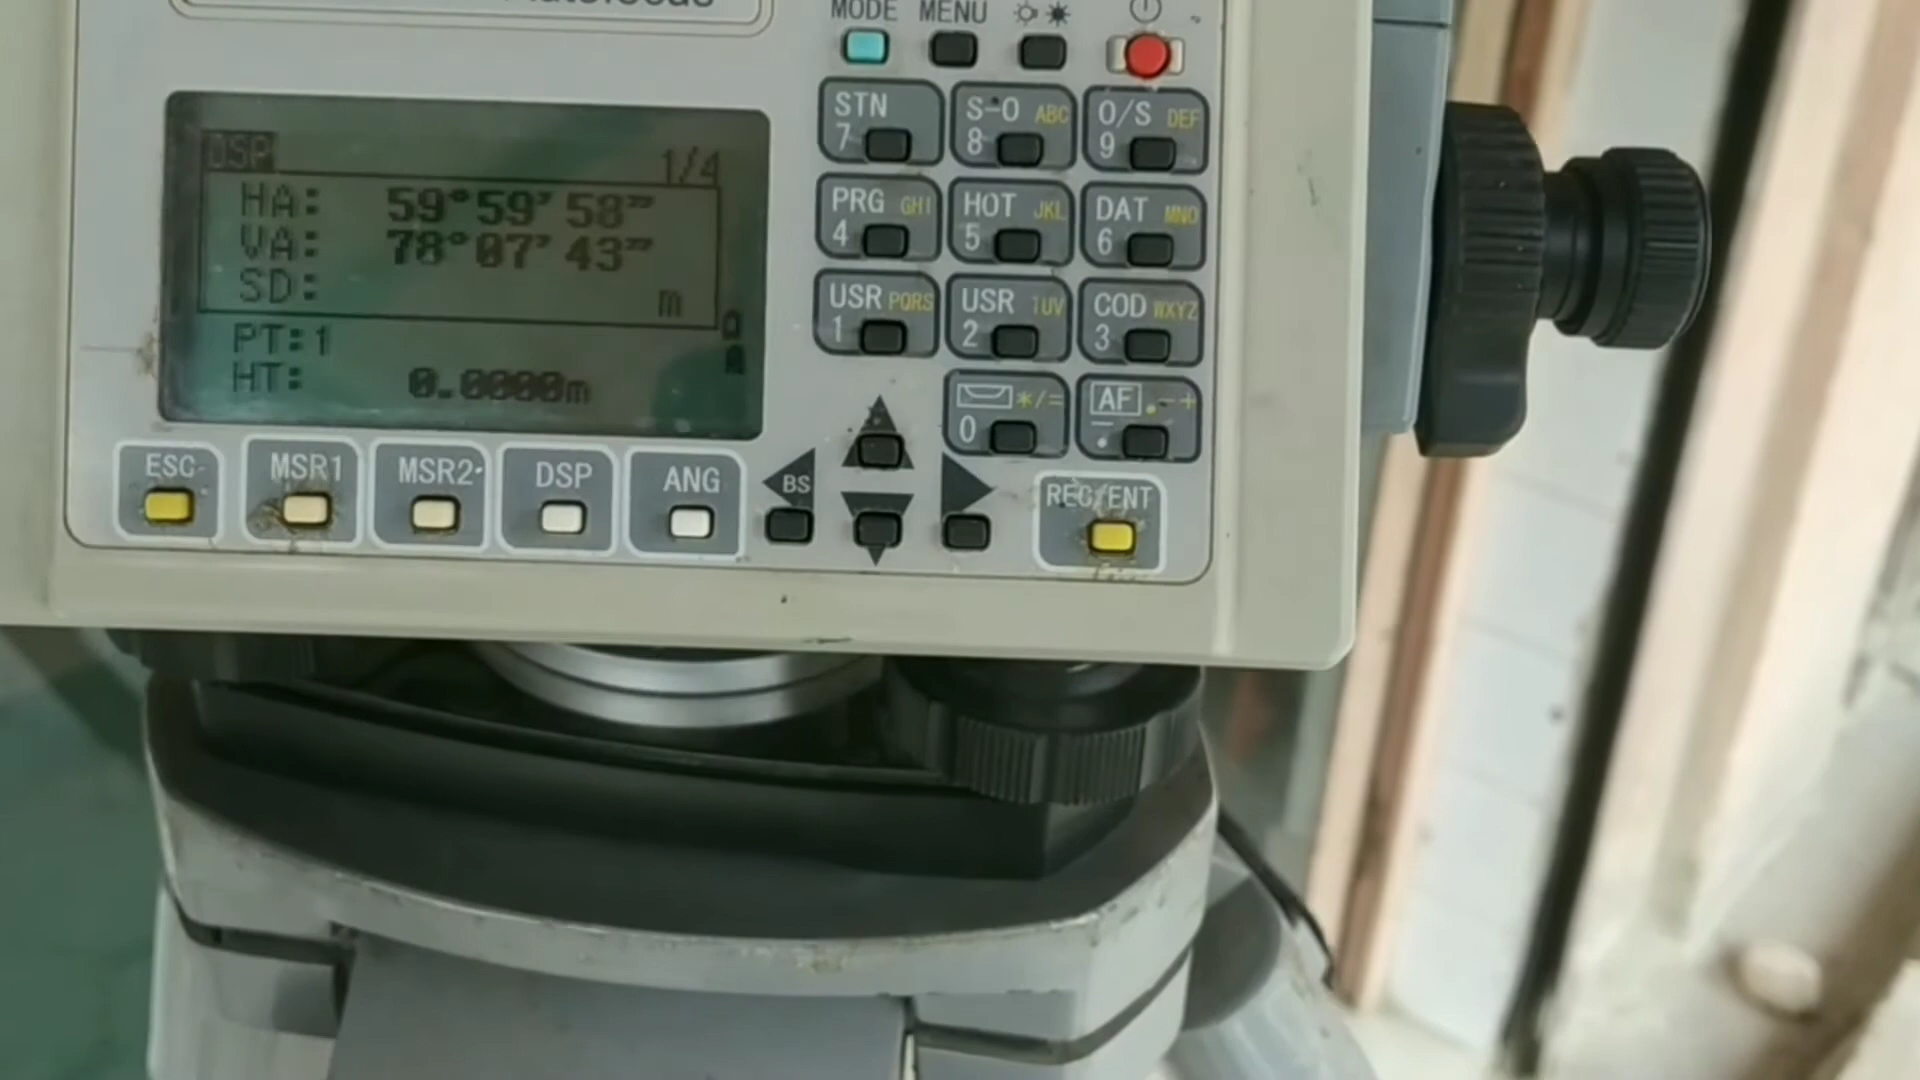 MODE MENU
DSP 1/4
HA: 59°59'58"
VA: 78°07'43"
SD: m
PT:1
HT: 0.0000m
STN 7
S-O ABC 8
O/S DEF 9
PRG GHI 4
HOT JKL 5
DAT MNO 6
USR PQRS 1
USR TUV 2
COD WXYZ 3
*/= 0
AF .-+
.
ESC MSR1 MSR2 DSP ANG BS REC/ENT